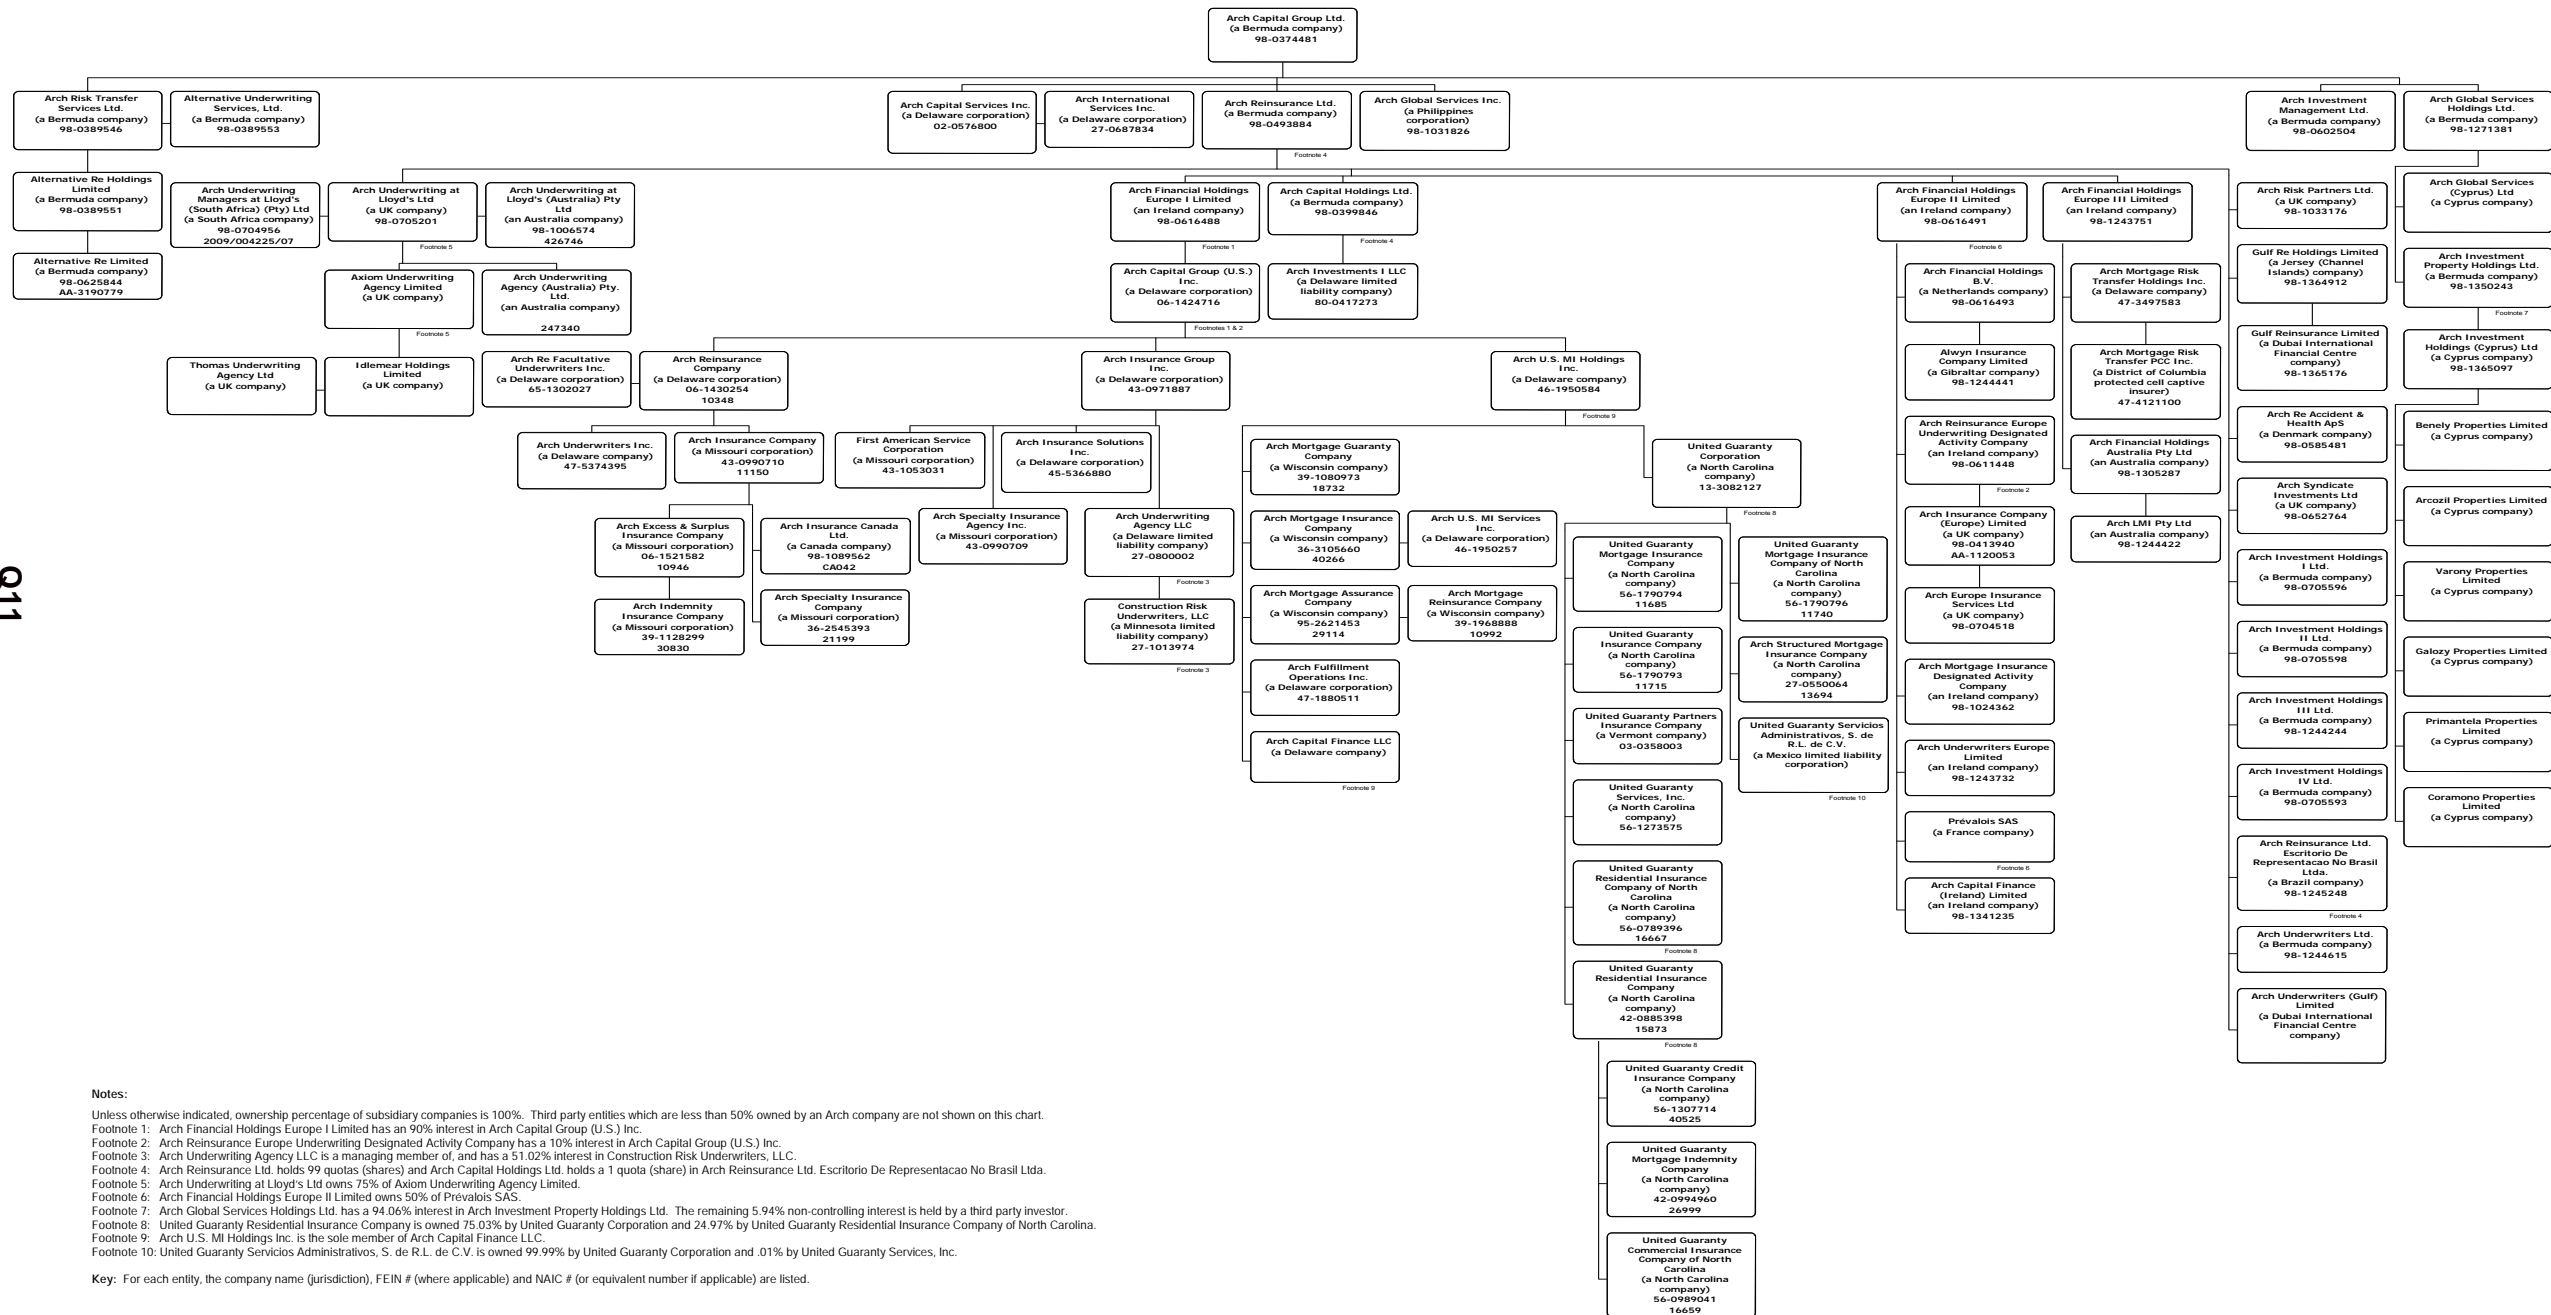 Arch Capital Group Ltd.
(a Bermuda company)
98-0374481
Arch Risk Transfer
Services Ltd.
(a Bermuda company)
98-0389546
Alternative Underwriting
Services, Ltd.
(a Bermuda company)
98-0389553
Arch Capital Services Inc.
(a Delaware corporation)
02-0576800
Arch International
Services Inc.
(a Delaware corporation)
27-0687834
Arch Reinsurance Ltd.
(a Bermuda company)
98-0493884
Footnote 4
Arch Global Services Inc.
(a Philippines
corporation)
98-1031826
Arch Investment
Management Ltd.
(a Bermuda company)
98-0602504
Arch Global Services
Holdings Ltd.
(a Bermuda company)
98-1271381
Alternative Re Holdings
Limited
(a Bermuda company)
98-0389551
Alternative Re Limited
(a Bermuda company)
98-0625844
AA-3190779
Arch Underwriting
Managers at Lloyd's
(South Africa) (Pty) Ltd
(a South Africa company)
98-0704956
2009/004225/07
Arch Underwriting at
Lloyd's Ltd
(a UK company)
98-0705201
Footnote 5
Arch Underwriting at
Lloyd's (Australia) Pty
Ltd
(an Australia company)
98-1006574
426746
Axiom Underwriting
Agency Limited
(a UK company)
Footnote 5
Arch Underwriting
Agency (Australia) Pty.
Ltd.
(an Australia company)
247340
Thomas Underwriting
Agency Ltd
(a UK company)
Idlemear Holdings
Limited
(a UK company)
Arch Financial Holdings
Europe I Limited
(an Ireland company)
98-0616488
Footnote 1
Arch Capital Holdings Ltd.
(a Bermuda company)
98-0399846
Footnote 4
Arch Capital Group (U.S.)
Inc.
(a Delaware corporation)
06-1424716
Footnotes 1 & 2
Arch Investments I LLC
(a Delaware limited
liability company)
80-0417273
Arch Re Facultative
Underwriters Inc.
(a Delaware corporation)
65-1302027
Arch Reinsurance
Company
(a Delaware corporation)
06-1430254
10348
Arch Insurance Group
Inc.
(a Delaware corporation)
43-0971887
Arch U.S. MI Holdings
Inc.
(a Delaware company)
46-1950584
Footnote 9
Arch Underwriters Inc.
(a Delaware company)
47-5374395
Arch Insurance Company
(a Missouri corporation)
43-0990710
11150
First American Service
Corporation
(a Missouri corporation)
43-1053031
Arch Insurance Solutions
Inc.
(a Delaware corporation)
45-5366880
Arch Excess & Surplus
Insurance Company
(a Missouri corporation)
06-1521582
10946
Arch Insurance Canada
Ltd.
(a Canada company)
98-1089562
CA042
Arch Specialty Insurance
Agency Inc.
(a Missouri corporation)
43-0990709
Arch Underwriting
Agency LLC
(a Delaware limited
liability company)
27-0800002
Footnote 3
Arch Indemnity
Insurance Company
(a Missouri corporation)
39-1128299
30830
Arch Specialty Insurance
Company
(a Missouri corporation)
36-2545393
21199
Construction Risk
Underwriters, LLC
(a Minnesota limited
liability company)
27-1013974
Footnote 3
Arch Mortgage Guaranty
Company
(a Wisconsin company)
39-1080973
18732
Arch Mortgage Insurance
Company
(a Wisconsin company)
36-3105660
40266
Arch U.S. MI Services
Inc.
(a Delaware corporation)
46-1950257
Arch Mortgage Assurance
Company
(a Wisconsin company)
95-2621453
29114
Arch Mortgage
Reinsurance Company
(a Wisconsin company)
39-1968888
10992
Arch Fulfillment
Operations Inc.
(a Delaware corporation)
47-1880511
Arch Capital Finance LLC
(a Delaware company)
Footnote 9
United Guaranty
Corporation
(a North Carolina
company)
13-3082127
Footnote 8
United Guaranty
Mortgage Insurance
Company
(a North Carolina
company)
56-1790794
11685
United Guaranty
Mortgage Insurance
Company of North
Carolina
(a North Carolina
company)
56-1790796
11740
United Guaranty
Insurance Company
(a North Carolina
company)
56-1790793
11715
Arch Structured Mortgage
Insurance Company
(a North Carolina
company)
27-0550064
13694
United Guaranty Partners
Insurance Company
(a Vermont company)
03-0358003
United Guaranty Servicios
Administrativos, S. de
R.L. de C.V.
(a Mexico limited liability
corporation)
Footnote 10
United Guaranty
Services, Inc.
(a North Carolina
company)
56-1273575
United Guaranty
Residential Insurance
Company of North
Carolina
(a North Carolina
company)
56-0789396
16667
Footnote 8
United Guaranty
Residential Insurance
Company
(a North Carolina
company)
42-0885398
15873
Footnote 8
United Guaranty Credit
Insurance Company
(a North Carolina
company)
56-1307714
40525
United Guaranty
Mortgage Indemnity
Company
(a North Carolina
company)
42-0994960
26999
United Guaranty
Commercial Insurance
Company of North
Carolina
(a North Carolina
company)
56-0989041
16659
Arch Financial Holdings
Europe II Limited
(an Ireland company)
98-0616491
Footnote 6
Arch Financial Holdings
Europe III Limited
(an Ireland company)
98-1243751
Arch Financial Holdings
B.V.
(a Netherlands company)
98-0616493
Arch Mortgage Risk
Transfer Holdings Inc.
(a Delaware company)
47-3497583
Alwyn Insurance
Company Limited
(a Gibraltar company)
98-1244441
Arch Mortgage Risk
Transfer PCC Inc.
(a District of Columbia
protected cell captive
insurer)
47-4121100
Arch Reinsurance Europe
Underwriting Designated
Activity Company
(an Ireland company)
98-0611448
Footnote 2
Arch Financial Holdings
Australia Pty Ltd
(an Australia company)
98-1305287
Arch Insurance Company
(Europe) Limited
(a UK company)
98-0413940
AA-1120053
Arch LMI Pty Ltd
(an Australia company)
98-1244422
Arch Europe Insurance
Services Ltd
(a UK company)
98-0704518
Arch Mortgage Insurance
Designated Activity
Company
(an Ireland company)
98-1024362
Arch Underwriters Europe
Limited
(an Ireland company)
98-1243732
Prévalois SAS
(a France company)
Footnote 6
Arch Capital Finance
(Ireland) Limited
(an Ireland company)
98-1341235
Arch Risk Partners Ltd.
(a UK company)
98-1033176
Gulf Re Holdings Limited
(a Jersey (Channel
Islands) company)
98-1364912
Gulf Reinsurance Limited
(a Dubai International
Financial Centre
company)
98-1365176
Arch Re Accident &
Health ApS
(a Denmark company)
98-0585481
Arch Syndicate
Investments Ltd
(a UK company)
98-0652764
Arch Investment Holdings
I Ltd.
(a Bermuda company)
98-0705596
Arch Investment Holdings
II Ltd.
(a Bermuda company)
98-0705598
Arch Investment Holdings
III Ltd.
(a Bermuda company)
98-1244244
Arch Investment Holdings
IV Ltd.
(a Bermuda company)
98-0705593
Arch Reinsurance Ltd.
Escritorio De
Representacao No Brasil
Ltda.
(a Brazil company)
98-1245248
Footnote 4
Arch Underwriters Ltd.
(a Bermuda company)
98-1244615
Arch Underwriters (Gulf)
Limited
(a Dubai International
Financial Centre
company)
Arch Global Services
(Cyprus) Ltd
(a Cyprus company)
Arch Investment
Property Holdings Ltd.
(a Bermuda company)
98-1350243
Footnote 7
Arch Investment
Holdings (Cyprus) Ltd
(a Cyprus company)
98-1365097
Benely Properties Limited
(a Cyprus company)
Arcozil Properties Limited
(a Cyprus company)
Varony Properties
Limited
(a Cyprus company)
Galozy Properties Limited
(a Cyprus company)
Primantela Properties
Limited
(a Cyprus company)
Coramono Properties
Limited
(a Cyprus company)
Q11
Notes:
Unless otherwise indicated, ownership percentage of subsidiary companies is 100%. Third party entities which are less than 50% owned by an Arch company are not shown on this chart.
Footnote 1: Arch Financial Holdings Europe I Limited has an 90% interest in Arch Capital Group (U.S.) Inc.
Footnote 2: Arch Reinsurance Europe Underwriting Designated Activity Company has a 10% interest in Arch Capital Group (U.S.) Inc.
Footnote 3: Arch Underwriting Agency LLC is a managing member of, and has a 51.02% interest in Construction Risk Underwriters, LLC.
Footnote 4: Arch Reinsurance Ltd. holds 99 quotas (shares) and Arch Capital Holdings Ltd. holds a 1 quota (share) in Arch Reinsurance Ltd. Escritorio De Representacao No Brasil Ltda.
Footnote 5: Arch Underwriting at Lloyd's Ltd owns 75% of Axiom Underwriting Agency Limited.
Footnote 6: Arch Financial Holdings Europe II Limited owns 50% of Prévalois SAS.
Footnote 7: Arch Global Services Holdings Ltd. has a 94.06% interest in Arch Investment Property Holdings Ltd. The remaining 5.94% non-controlling interest is held by a third party investor.
Footnote 8: United Guaranty Residential Insurance Company is owned 75.03% by United Guaranty Corporation and 24.97% by United Guaranty Residential Insurance Company of North Carolina.
Footnote 9: Arch U.S. MI Holdings Inc. is the sole member of Arch Capital Finance LLC.
Footnote 10: United Guaranty Servicios Administrativos, S. de R.L. de C.V. is owned 99.99% by United Guaranty Corporation and .01% by United Guaranty Services, Inc.
Key: For each entity, the company name (jurisdiction), FEIN # (where applicable) and NAIC # (or equivalent number if applicable) are listed.